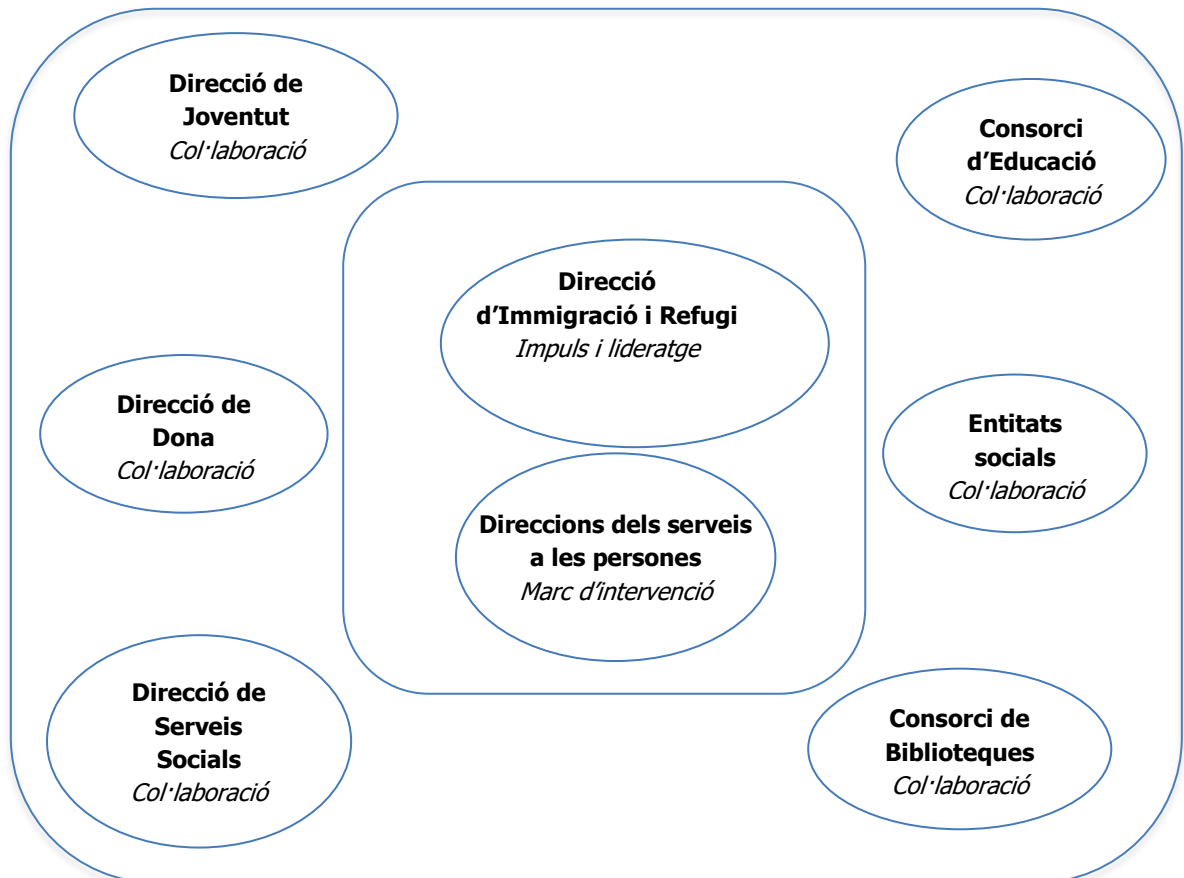 Direcció de
Joventut
Col·laboració
Consorci
d’Educació
Col·laboració
Direcció
d’Immigració i Refugi
Impuls i lideratge
Direcció de
Dona
Col·laboració
Entitats
socials
Col·laboració
Direccions dels serveis
a les persones
Marc d’intervenció
Direcció de
Serveis
Socials
Col·laboració
Consorci de
Biblioteques
Col·laboració